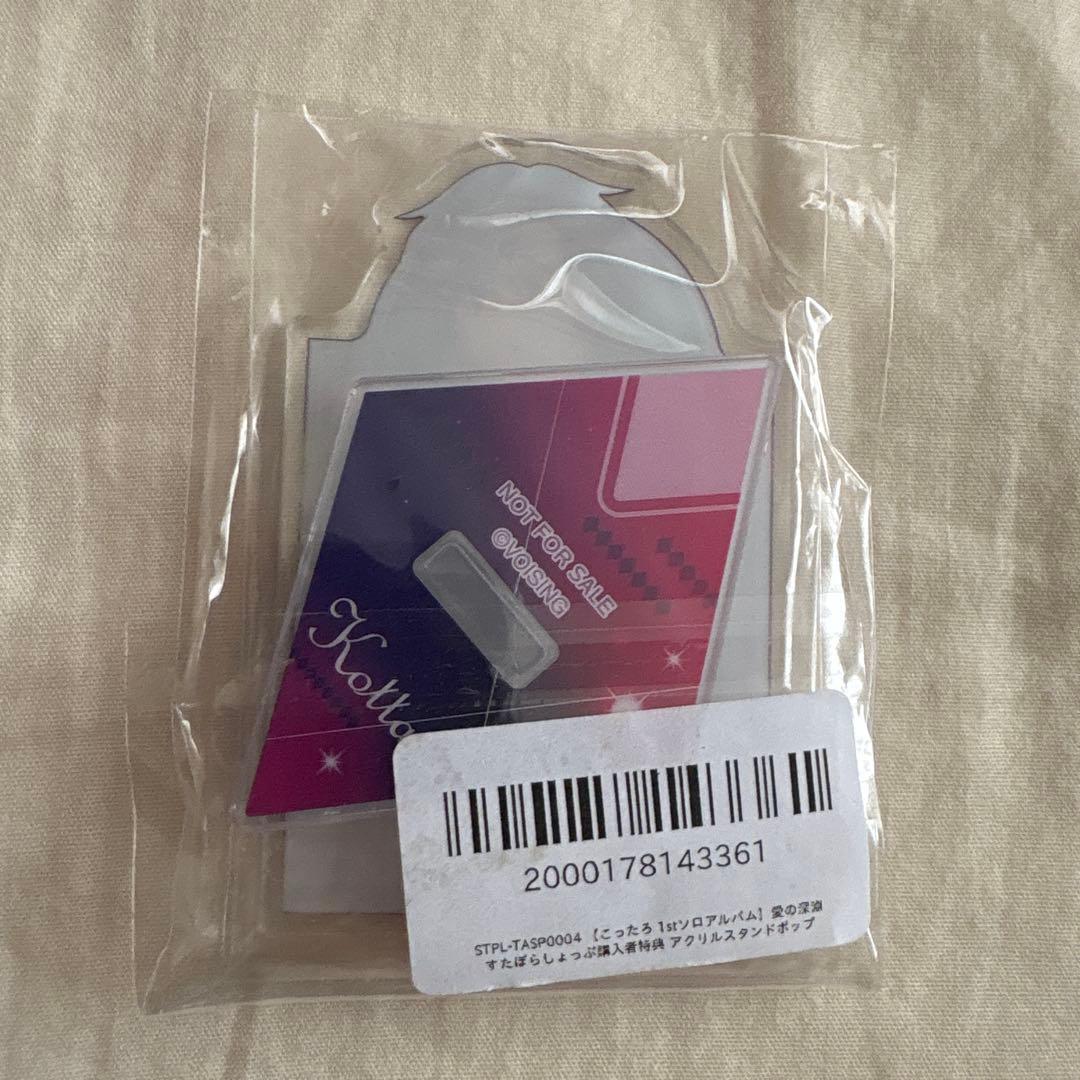 NOT FOR SALE
©VOISING
Kotta
2000178143361
STPL-TASP0004 【こったろ 1stソロアルバム】愛の深淵
すたぽらしょっぷ購入者特典 アクリルスタンドポップ